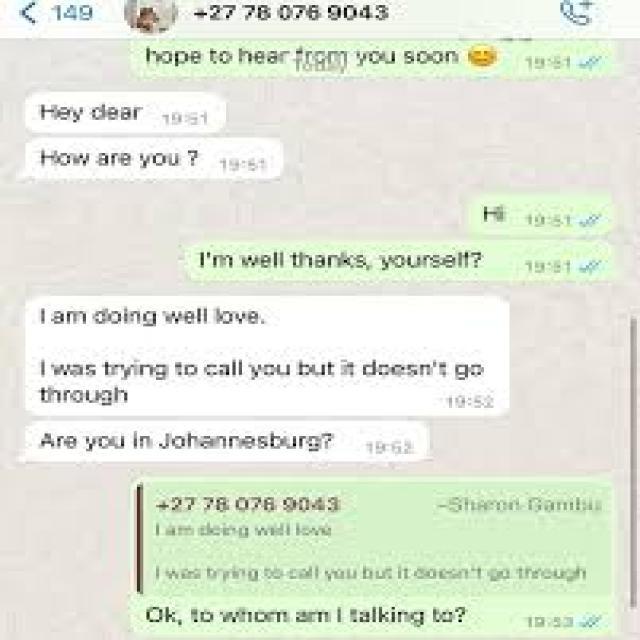 149
+27 78 076 9043
hope to hear from you soon 😊 19:51
Today
Hey dear 19:51
How are you ? 19:51
Hi 19:51
I'm well thanks, yourself? 19:51
I am doing well love.
I was trying to call you but it doesn't go
through 19:52
Are you in Johannesburg? 19:52
+27 78 076 9043 ~Sharon Gambu
I am doing well love.
I was trying to call you but it doesn't go through
Ok, to whom am I talking to? 19:53